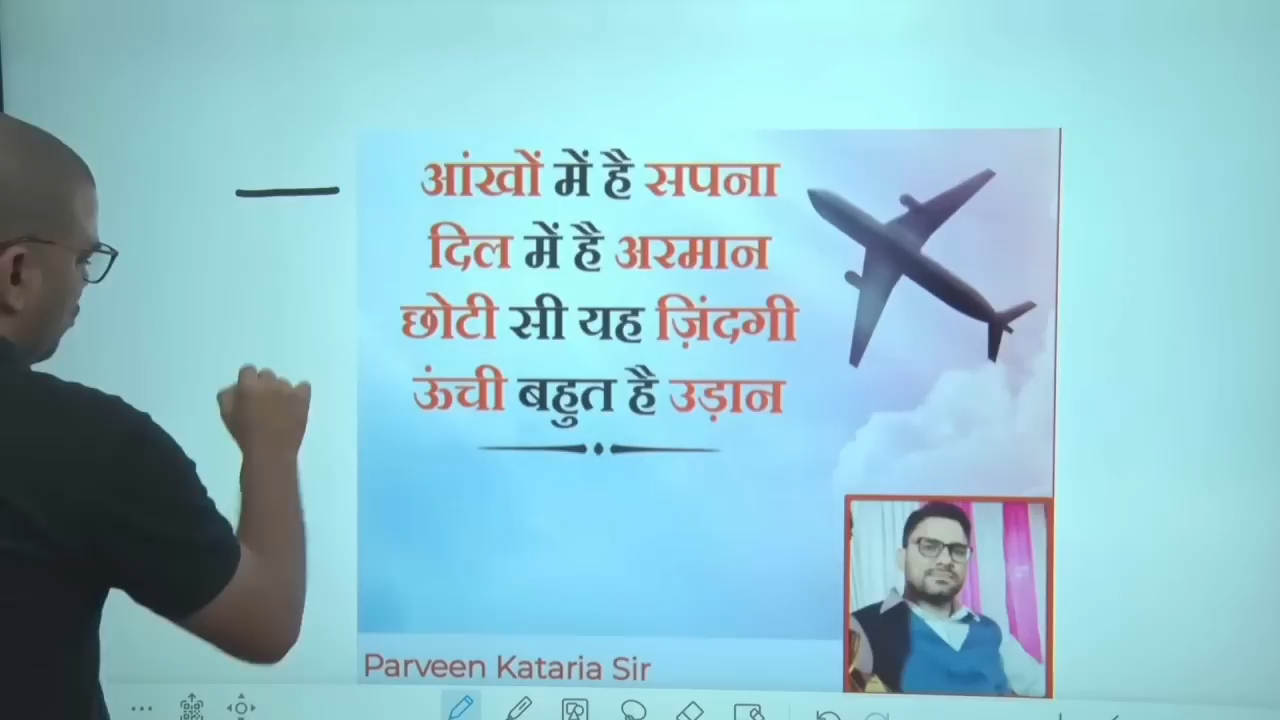 आंखों में है सपना
दिल में है अरमान
छोटी सी यह ज़िंदगी
ऊंची बहुत है उड़ान
Parveen Kataria Sir